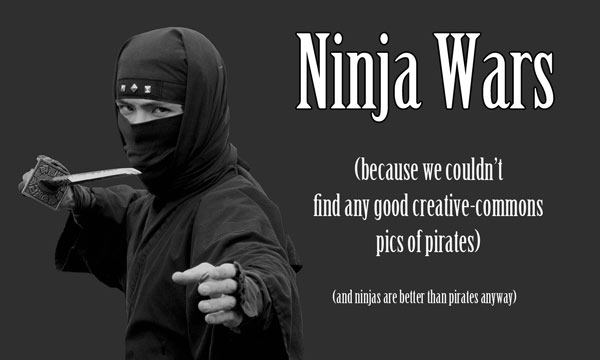 Ninja Wars
(because we couldn't
find any good creative-commons
pics of pirates)
(and ninjas are better than pirates anyway)